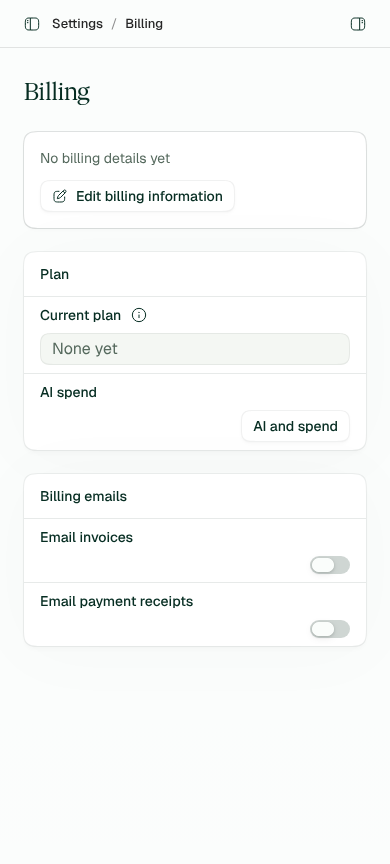 Settings / Billing
Billing
No billing details yet
Edit billing information
Plan
Current plan
None yet
AI spend
AI and spend
Billing emails
Email invoices
Email payment receipts